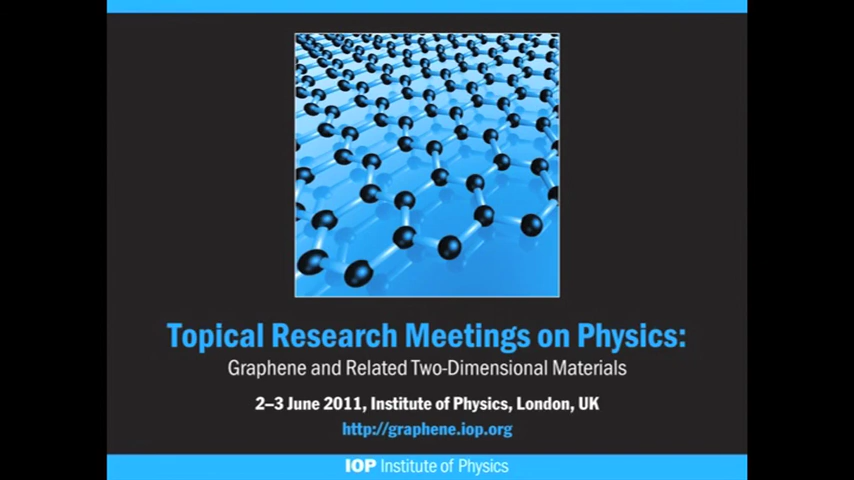 Topical Research Meetings on Physics:
Graphene and Related Two-Dimensional Materials
2–3 June 2011, Institute of Physics, London, UK
http://graphene.iop.org
IOP Institute of Physics